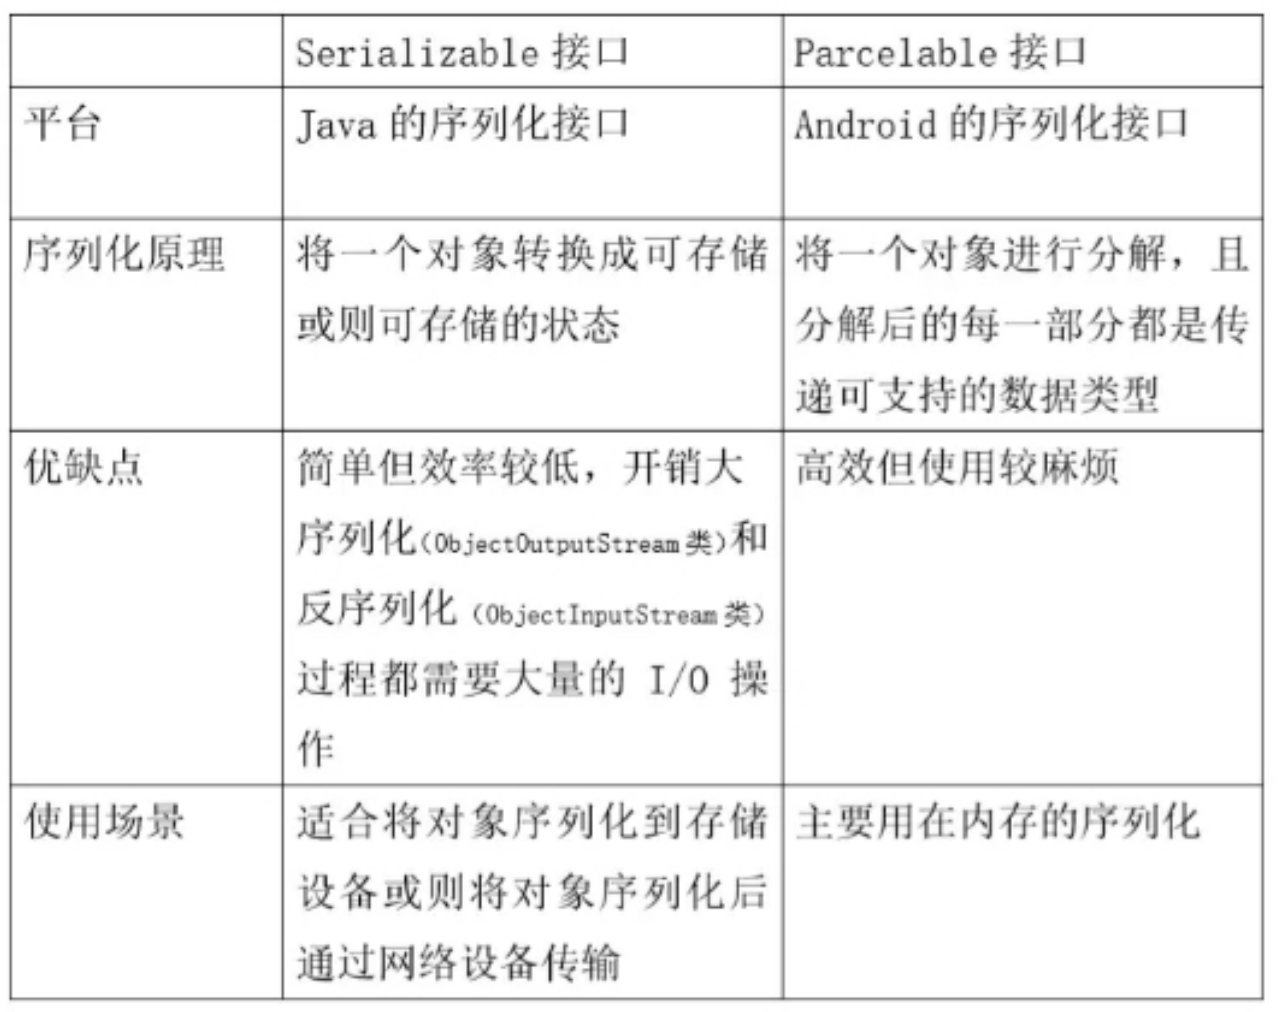 Serializable 接口
Parcelable 接口
平台
Java 的序列化接口
Android 的序列化接口
序列化原理
将一个对象转换成可存储
或则可存储的状态
将一个对象进行分解，且
分解后的每一部分都是传
递可支持的数据类型
优缺点
简单但效率较低，开销大
序列化(ObjectOutputStream 类)和
反序列化（ObjectInputStream 类）
过程都需要大量的 I/O 操
作
高效但使用较麻烦
使用场景
适合将对象序列化到存储
设备或则将对象序列化后
通过网络设备传输
主要用在内存的序列化